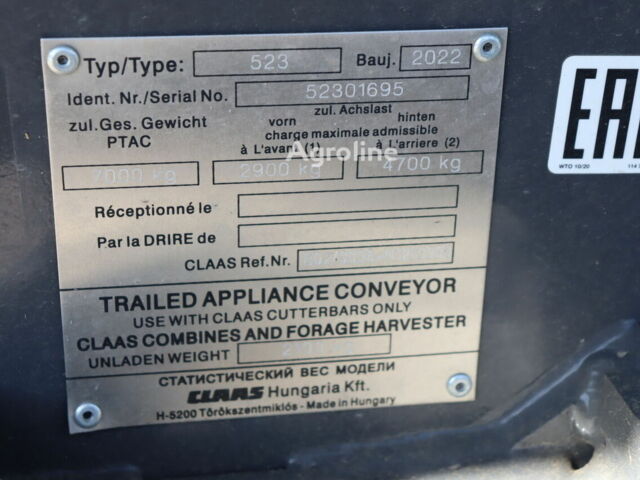 Typ/Type: 523 Bauj. 2022
Ident. Nr./Serial No. 52301695
zul.Ges. Gewicht vorn zul. Achslast hinten
PTAC charge maximale admissible
à L'avant (1) à L'arriere (2)
7000 kg 2900 kg 4700 kg
Agroline
Réceptionné le
Par la DRIRE de
CLAAS Ref.Nr.
TRAILED APPLIANCE CONVEYOR
USE WITH CLAAS CUTTERBARS ONLY
CLAAS COMBINES AND FORAGE HARVESTER
UNLADEN WEIGHT
СТАТИСТИЧЕСКИЙ ВЕС МОДЕЛИ
CLAAS Hungaria Kft.
H-5200 Törökszentmiklós - Made in Hungary
WTO 10/20